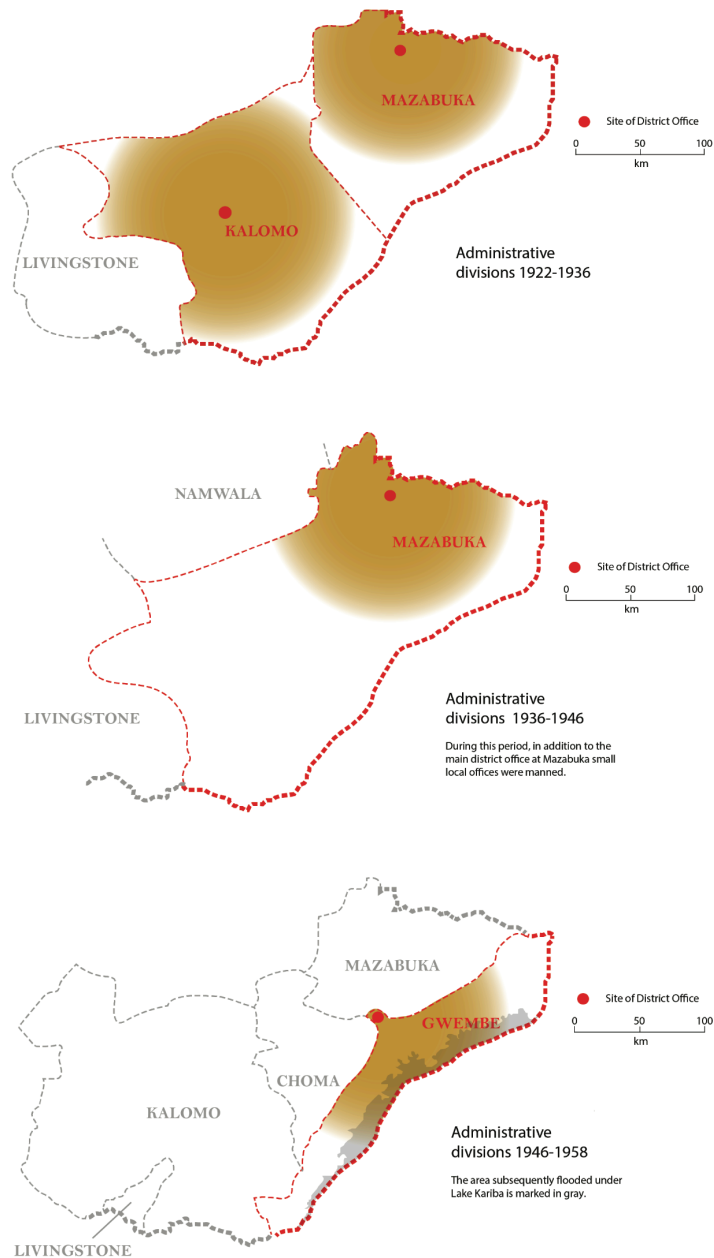 MAZABUKA
Site of District Office
0 50 100
km
KALOMO
LIVINGSTONE
Administrative
divisions 1922-1936
NAMWALA
MAZABUKA
Site of District Office
0 50 100
km
LIVINGSTONE
Administrative
divisions 1936-1946
During this period, in addition to the
main district office at Mazabuka small
local offices were manned.
MAZABUKA
Site of District Office
GWEMBE
0 50 100
km
CHOMA
KALOMO
Administrative
divisions 1946-1958
The area subsequently flooded under
Lake Kariba is marked in gray.
LIVINGSTONE